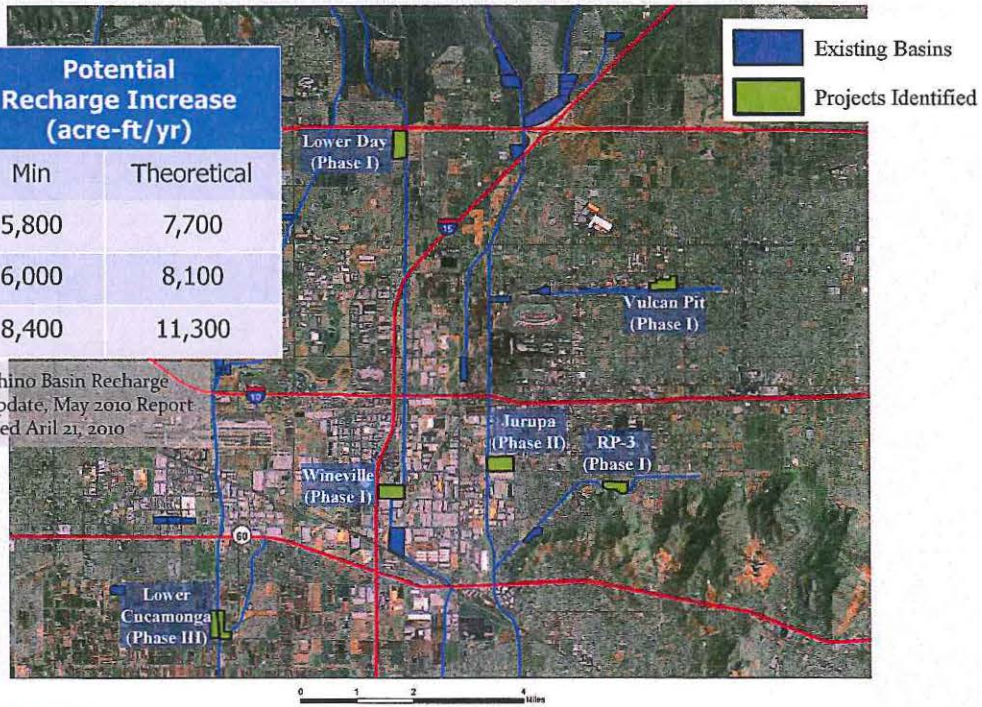 Potential
Recharge Increase
(acre-ft/yr)
Min Theoretical
5,800 7,700
6,000 8,100
8,400 11,300
hino Basin Recharge
pdate, May 2010 Report
ed Aril 21, 2010
Existing Basins
Projects Identified
Lower Day
(Phase I)
15
Vulcan Pit
(Phase I)
10
Jurupa
(Phase II)
RP-3
(Phase I)
Wineville
(Phase I)
60
Lower
Cucamonga
(Phase III)
0 1 2 4
Miles